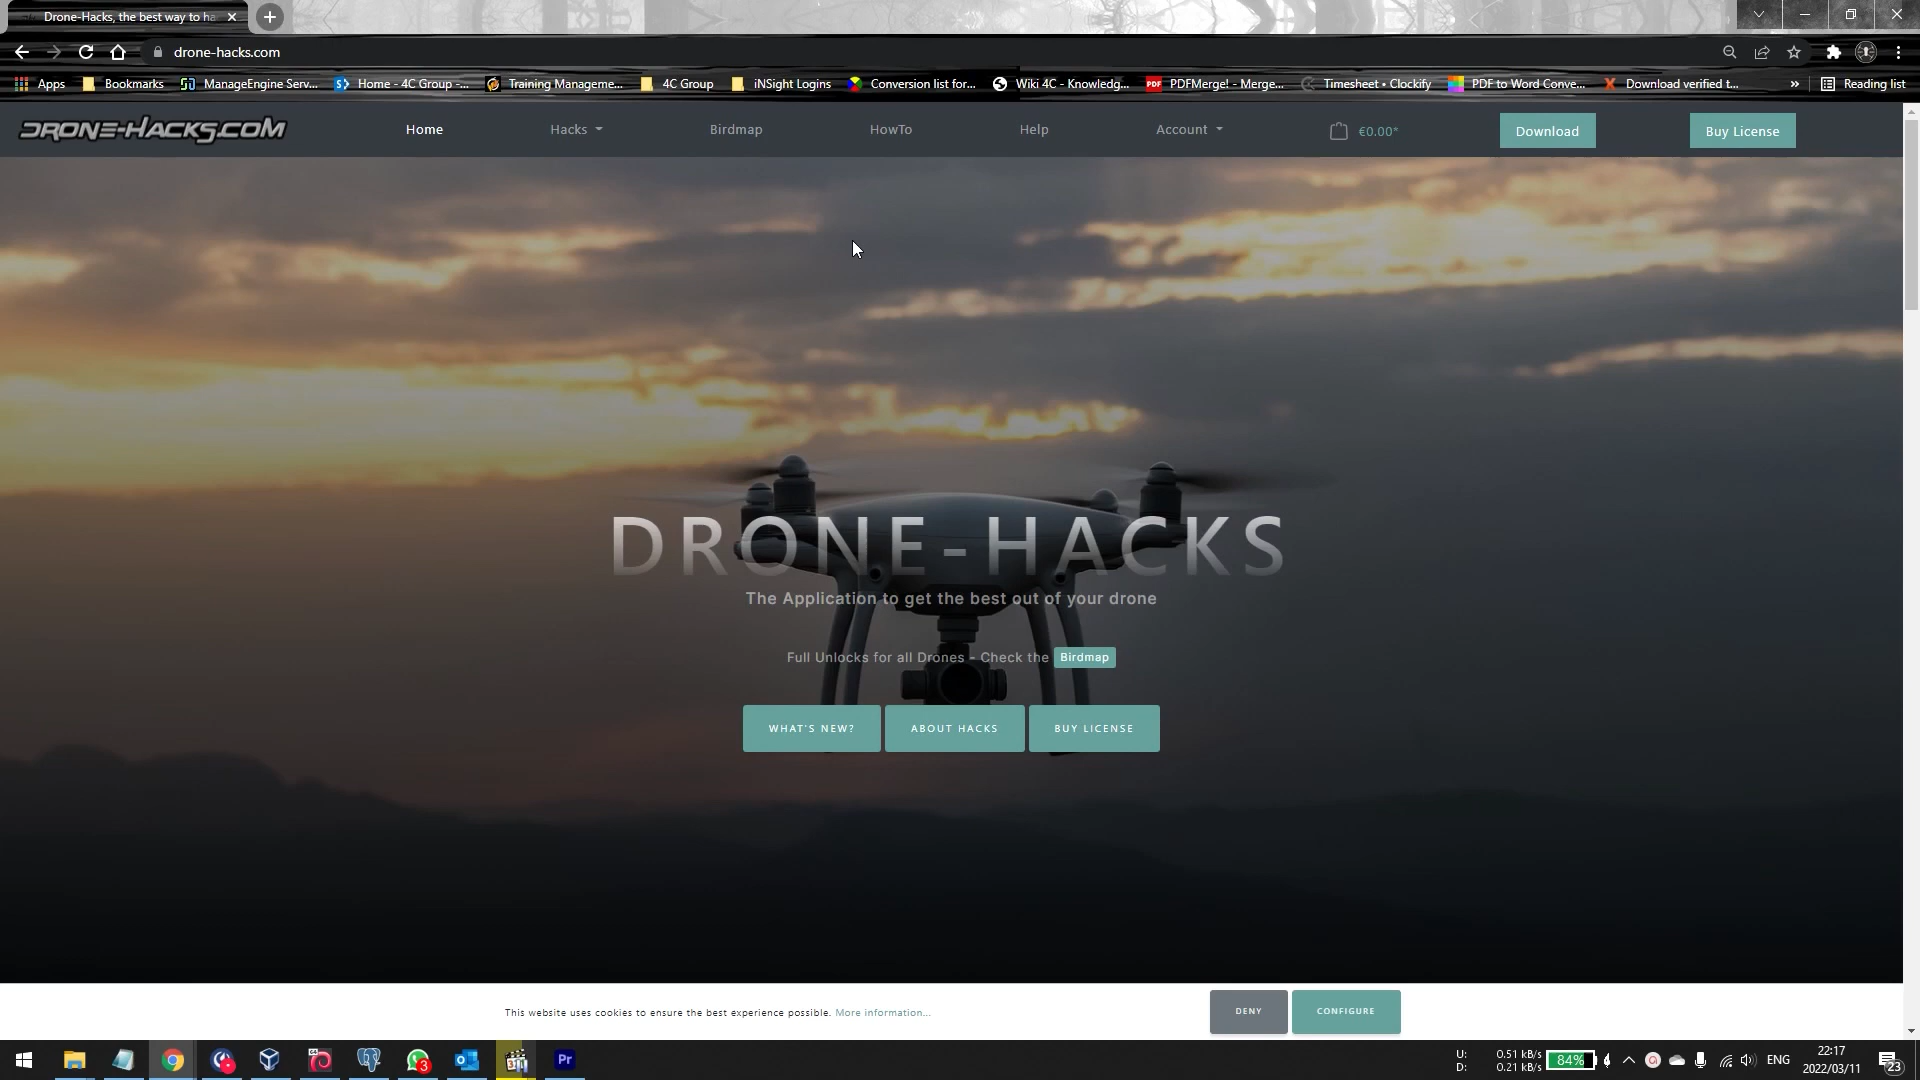 Drone-Hacks, the best way to ha
drone-hacks.com
Apps Bookmarks ManageEngine Serv... Home - 4C Group -... Training Manageme... 4C Group iNSight Logins Conversion list for... Wiki 4C - Knowledg... PDF PDFMerge! - Merge... Timesheet • Clockify PDF to Word Conve... Download verified t... » Reading list
DRONE-HACKS.COM Home Hacks Birdmap HowTo Help Account €0.00* Download Buy License
DRONE-HACKS
The Application to get the best out of your drone
Full Unlocks for all Drones - Check the Birdmap
WHAT'S NEW? ABOUT HACKS BUY LICENSE
This website uses cookies to ensure the best experience possible. More information... DENY CONFIGURE
3 Pr U: 0.51 kB/s 84% ENG 22:17
D: 0.21 kB/s 2022/03/11 23